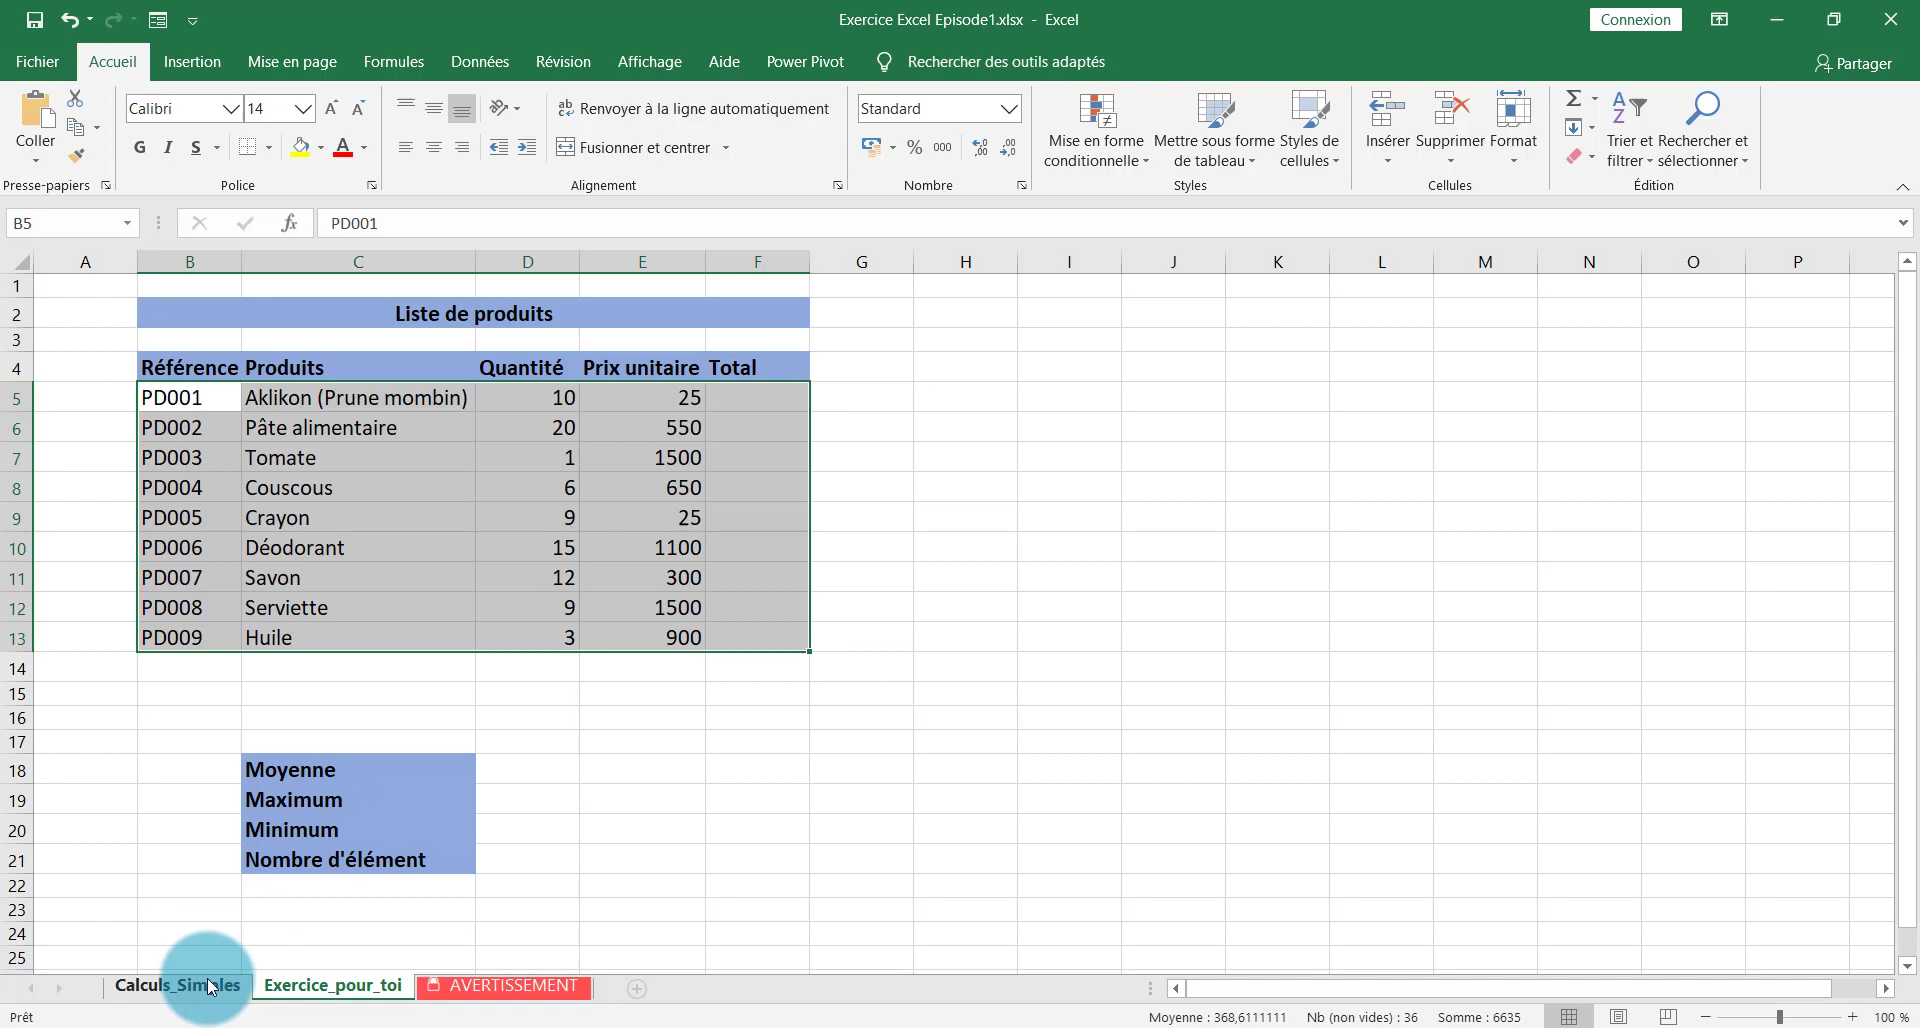 Exercice Excel Episode1.xlsx - Excel
Connexion
Fichier Accueil Insertion Mise en page Formules Données Révision Affichage Aide Power Pivot Rechercher des outils adaptés Partager
Calibri 14 Renvoyer à la ligne automatiquement Standard
Coller G I S A Fusionner et centrer % 000
Mise en forme conditionnelle Mettre sous forme de tableau Styles de cellules Insérer Supprimer Format Trier et filtrer Rechercher et sélectionner
Presse-papiers Police Alignement Nombre Styles Cellules Édition
B5 fx PD001
A B C D E F G H I J K L M N O P
1
2 Liste de produits
3
4 Référence Produits Quantité Prix unitaire Total
5 PD001 Aklikon (Prune mombin) 10 25
6 PD002 Pâte alimentaire 20 550
7 PD003 Tomate 1 1500
8 PD004 Couscous 6 650
9 PD005 Crayon 9 25
10 PD006 Déodorant 15 1100
11 PD007 Savon 12 300
12 PD008 Serviette 9 1500
13 PD009 Huile 3 900
14
15
16
17
18 Moyenne
19 Maximum
20 Minimum
21 Nombre d'élément
22
23
24
25
Calculs_Simples Exercice_pour_toi AVERTISSEMENT
Prêt Moyenne : 368,6111111 Nb (non vides) : 36 Somme : 6635 100 %